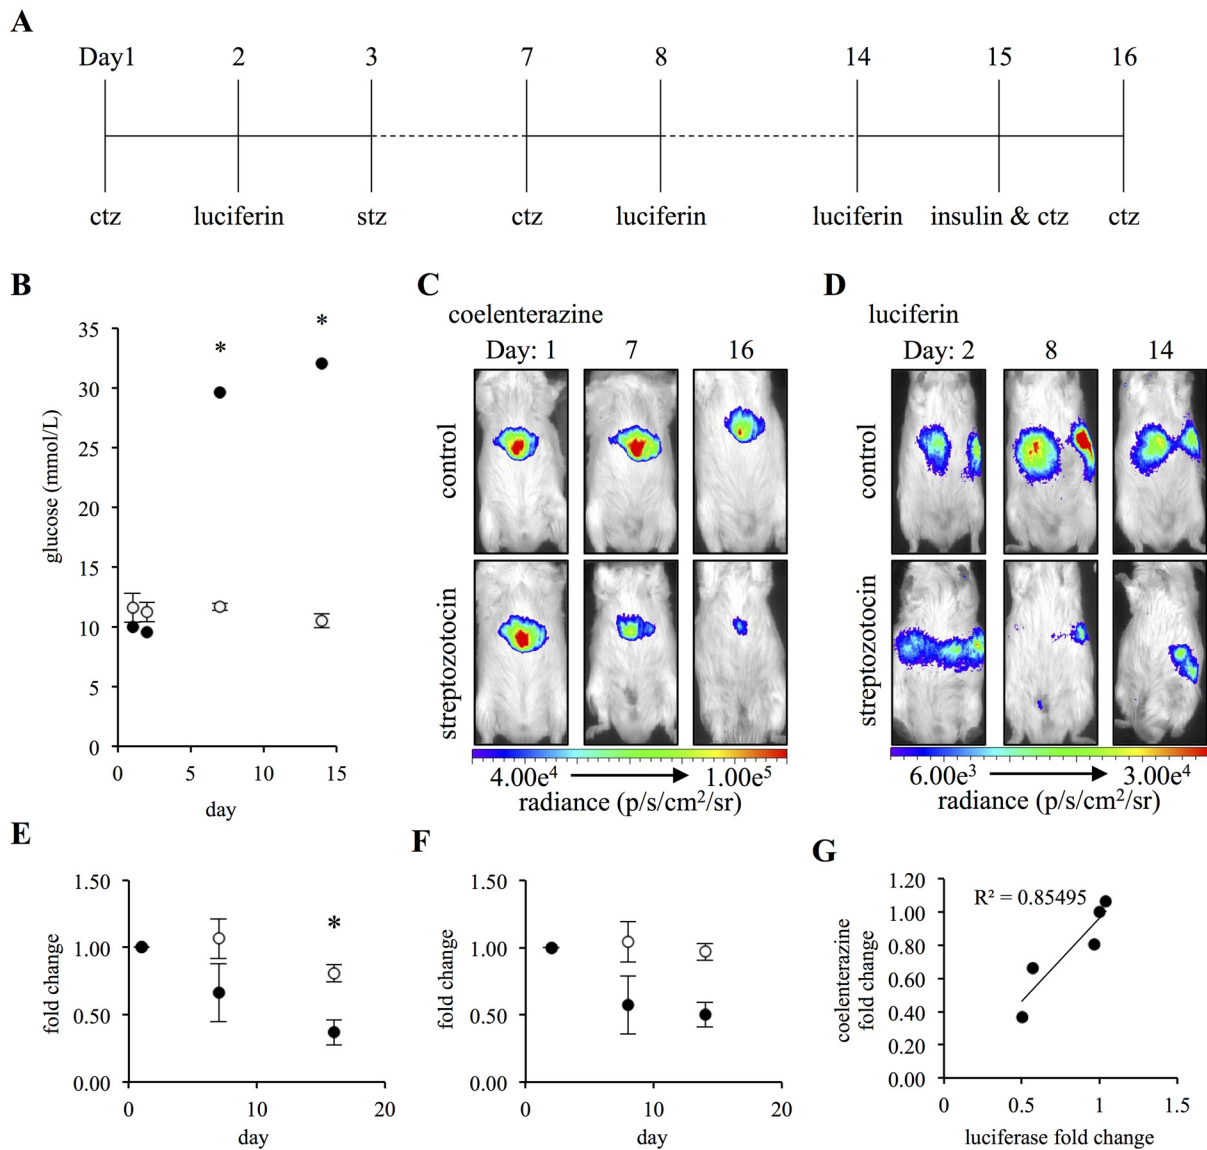 A
Day1 2 3 7 8 14 15 16
ctz luciferin stz ctz luciferin luciferin insulin & ctz ctz
B
*
*
35
30
25
20
15
10
5
0
0 5 10 15
glucose (mmol/L)
day
C
coelenterazine
Day: 1 7 16
control
streptozotocin
4.00e⁴ 1.00e⁵
radiance (p/s/cm²/sr)
D
luciferin
Day: 2 8 14
control
streptozotocin
6.00e³ 3.00e⁴
radiance (p/s/cm²/sr)
E
1.50
1.00
0.50
0.00
*
0 10 20
fold change
day
F
1.50
1.00
0.50
0.00
0 10 20
fold change
day
G
R² = 0.85495
1.20
1.00
0.80
0.60
0.40
0.20
0.00
0 0.5 1 1.5
coelenterazine
fold change
luciferase fold change